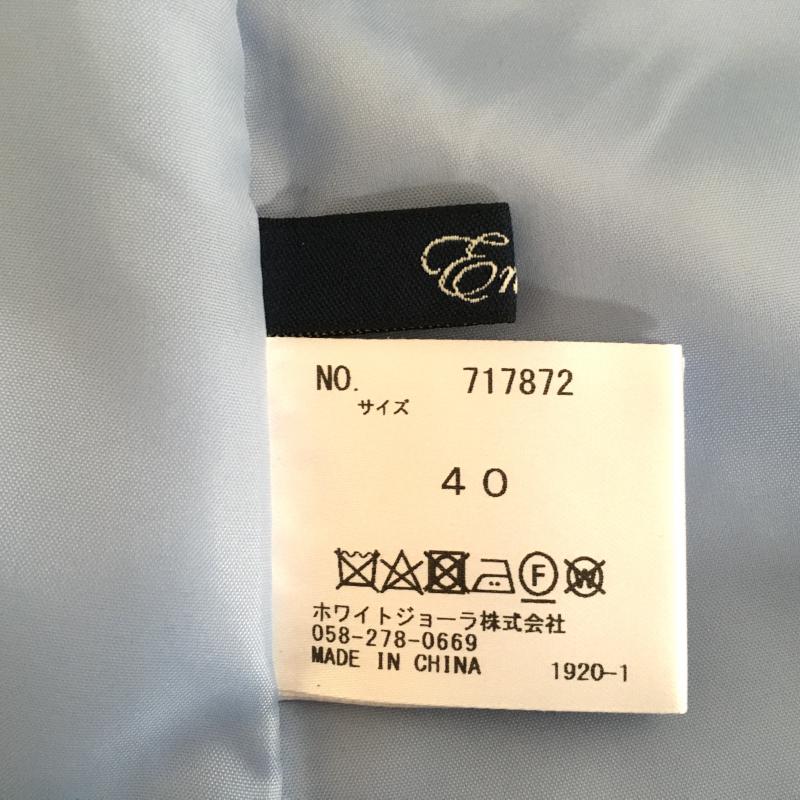 NO. 717872
サイズ
40
F W
ホワイトジョーラ株式会社
058-278-0669
MADE IN CHINA 1920-1